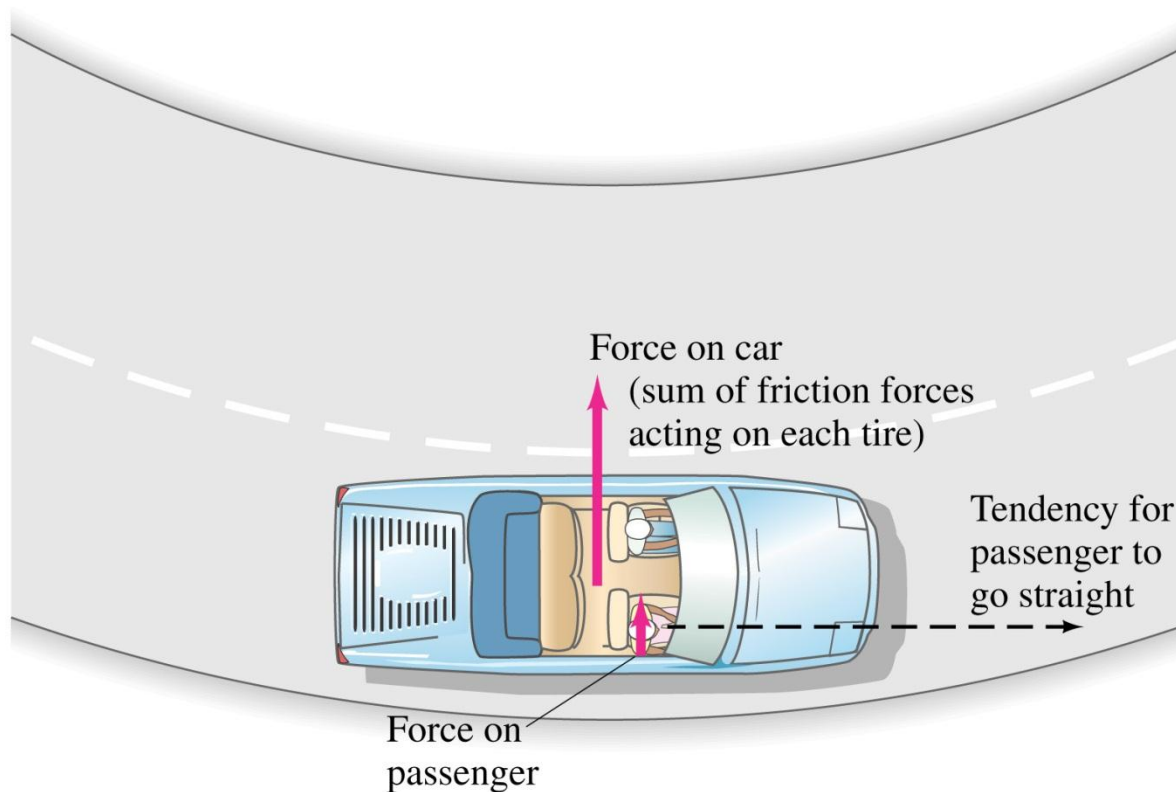 Force on car
(sum of friction forces
acting on each tire)
Tendency for
passenger to
go straight
Force on
passenger